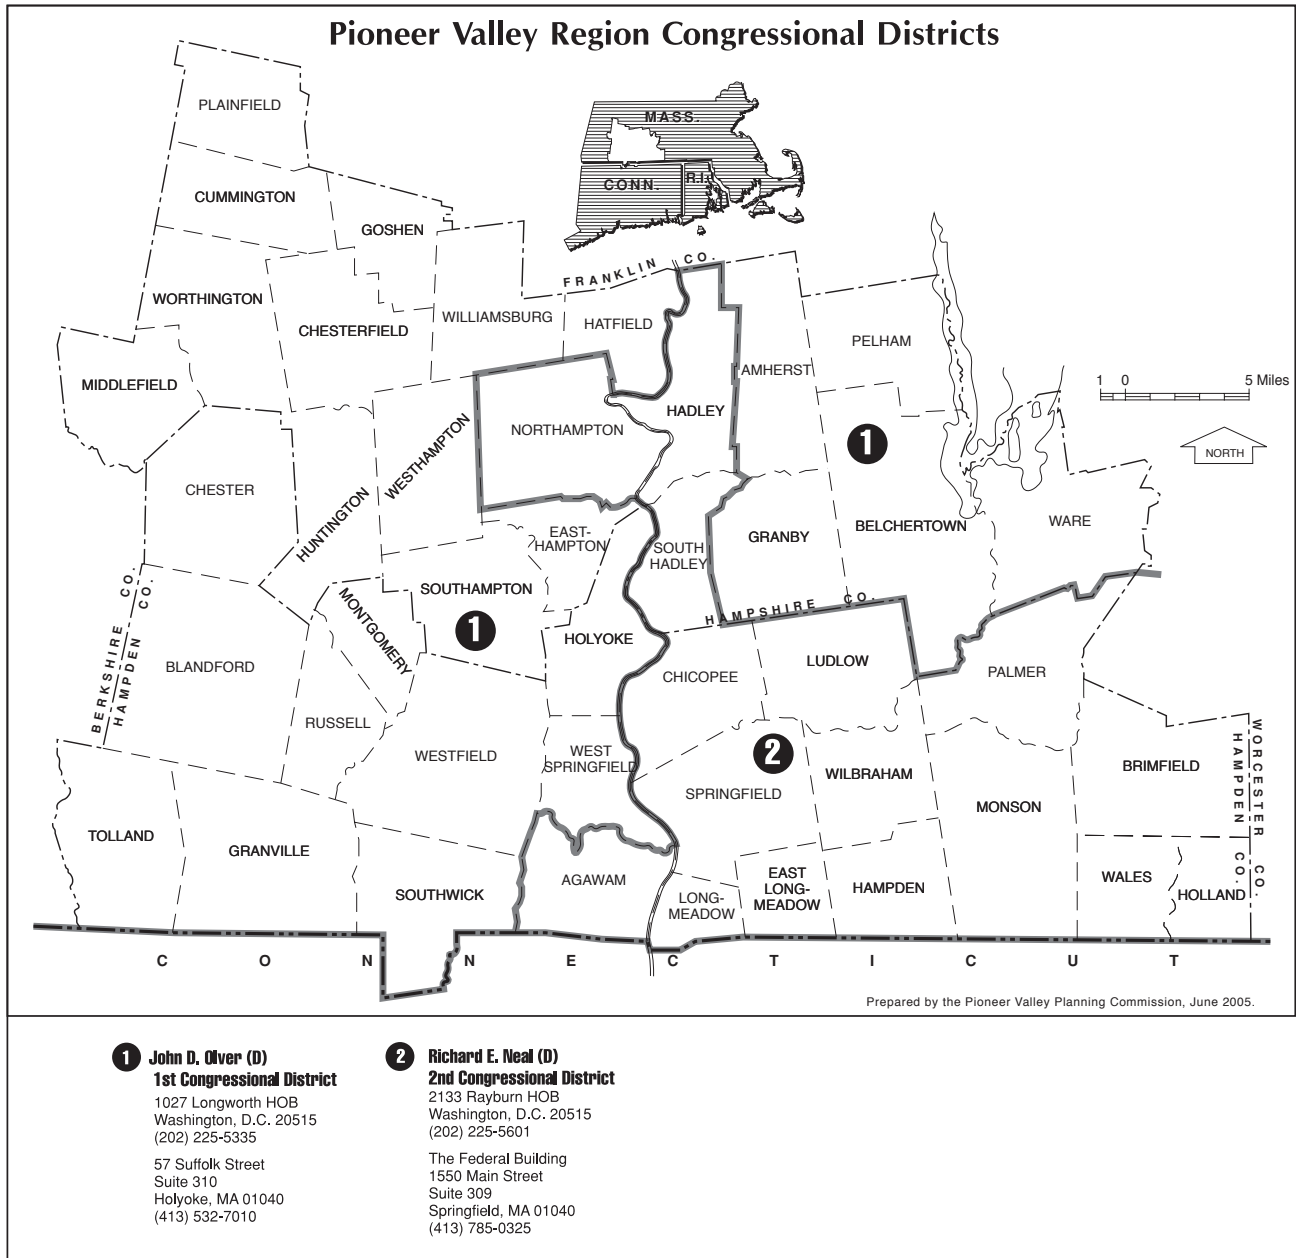 Pioneer Valley Region Congressional Districts
PLAINFIELD
MASS.
CONN.
R.I.
CUMMINGTON
GOSHEN
FRANKLIN CO.
WORTHINGTON
CHESTERFIELD
WILLIAMSBURG
HATFIELD
PELHAM
AMHERST
MIDDLEFIELD
HADLEY
1 0 5 Miles
NORTH
NORTHAMPTON
1
WESTHAMPTON
CHESTER
HUNTINGTON
EAST-
HAMPTON
SOUTH
HADLEY
GRANBY
BELCHERTOWN
WARE
SOUTHAMPTON
1
MONTGOMERY
HAMPSHIRE CO.
HOLYOKE
BERKSHIRE CO.
HAMPDEN CO.
BLANDFORD
CHICOPEE
LUDLOW
PALMER
RUSSELL
WESTFIELD
WEST
SPRINGFIELD
2
SPRINGFIELD
WILBRAHAM
MONSON
BRIMFIELD
WORCESTER CO.
HAMPDEN CO.
TOLLAND
GRANVILLE
SOUTHWICK
AGAWAM
LONG-
MEADOW
EAST
LONG-
MEADOW
HAMPDEN
WALES
HOLLAND
CONNECTICUT
Prepared by the Pioneer Valley Planning Commission, June 2005.
1 John D. Olver (D)
1st Congressional District
1027 Longworth HOB
Washington, D.C. 20515
(202) 225-5335
57 Suffolk Street
Suite 310
Holyoke, MA 01040
(413) 532-7010
2 Richard E. Neal (D)
2nd Congressional District
2133 Rayburn HOB
Washington, D.C. 20515
(202) 225-5601
The Federal Building
1550 Main Street
Suite 309
Springfield, MA 01040
(413) 785-0325